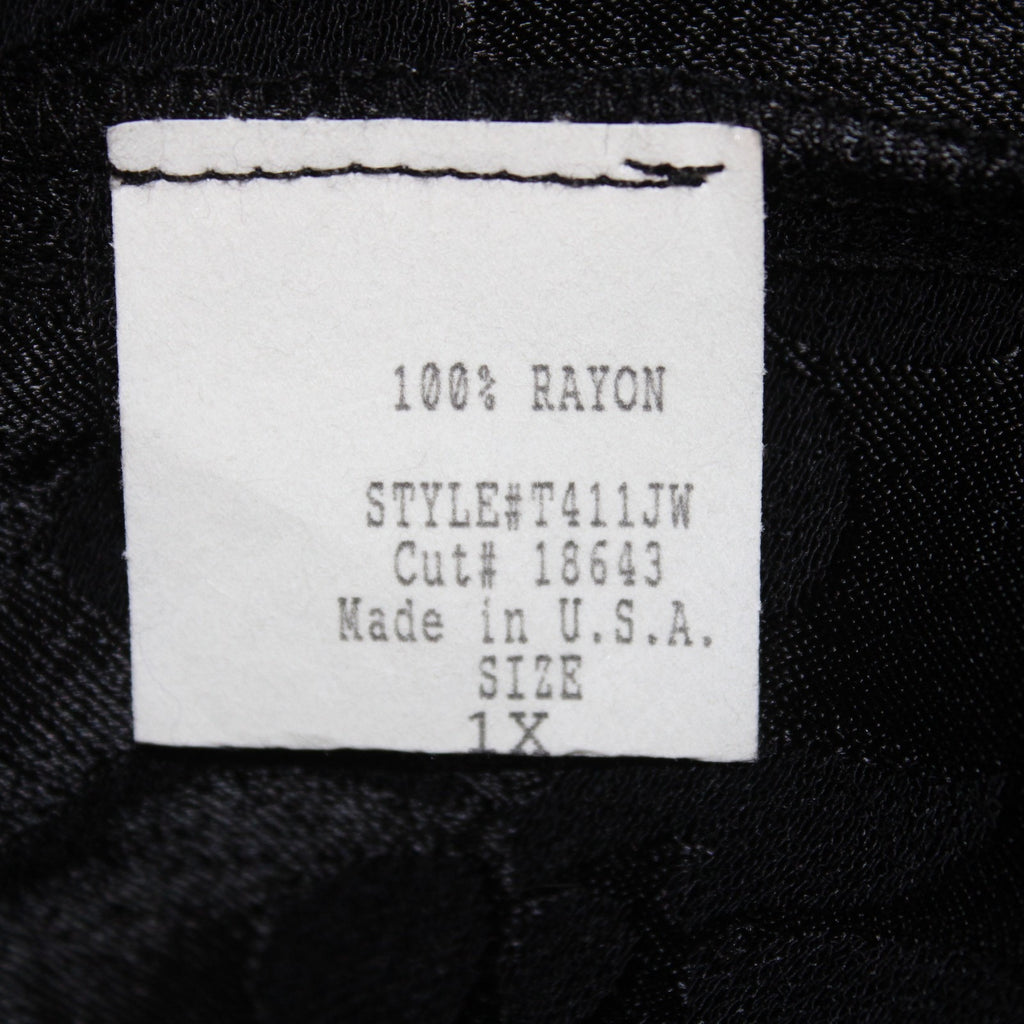 100% RAYON
STYLE#T411JW
Cut# 18643
Made in U.S.A.
SIZE
1X